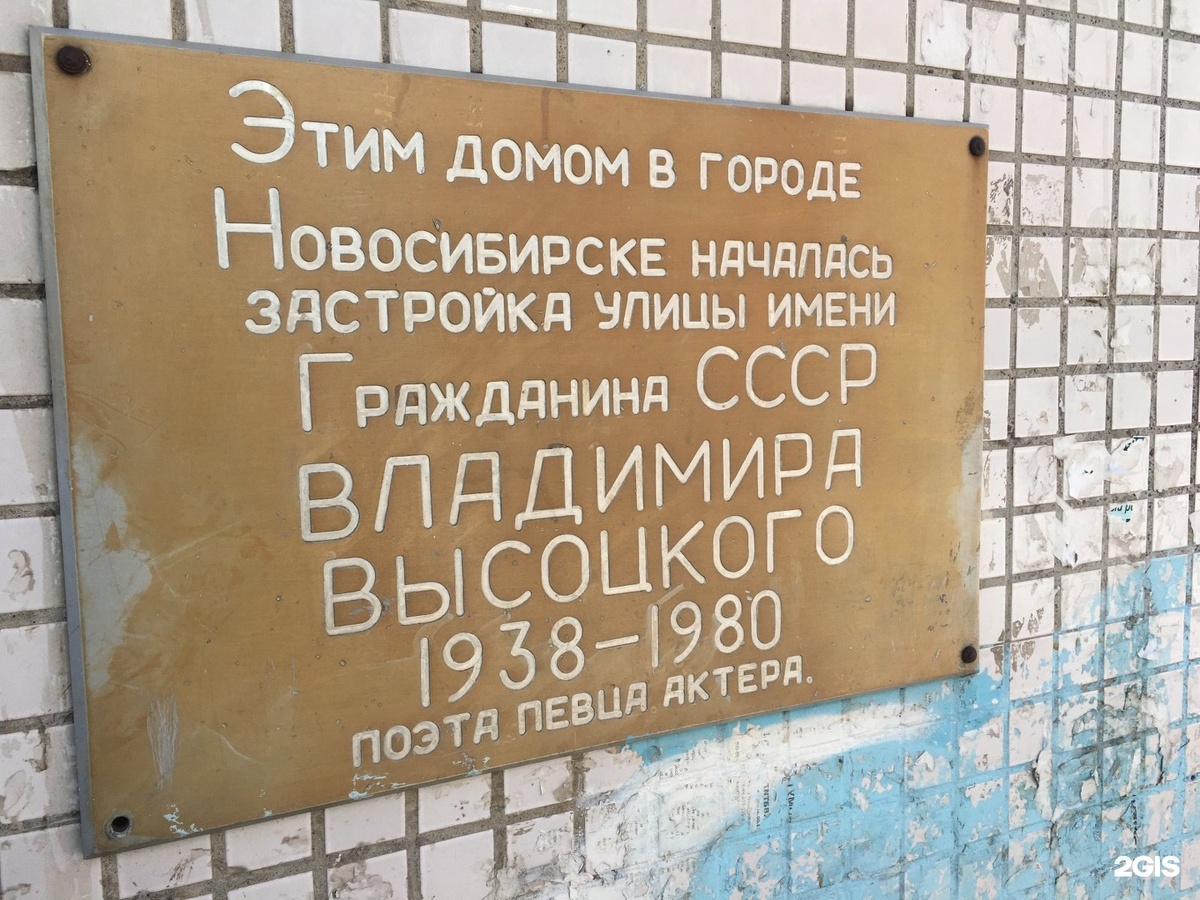 Этим домом в городе
Новосибирске началась
застройка улицы имени
Гражданина СССР
ВЛАДИМИРА
ВЫСОЦКОГО
1938–1980
поэта певца актера.
2GIS